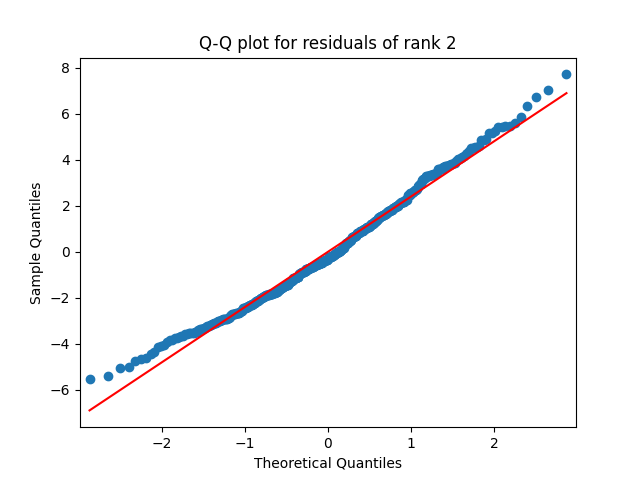 Q-Q plot for residuals of rank 2
8
6
4
2
0
−2
−4
−6
Sample Quantiles
−2 −1 0 1 2
Theoretical Quantiles